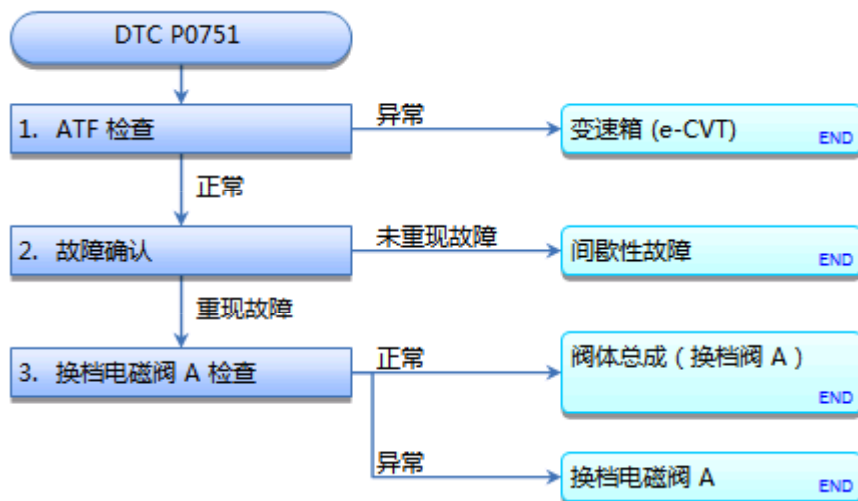 DTC P0751
1. ATF 检查
异常
变速箱 (e-CVT)
END
正常
2. 故障确认
未重现故障
间歇性故障
END
重现故障
3. 换档电磁阀 A 检查
正常
阀体总成 ( 换档阀 A )
END
异常
换档电磁阀 A
END